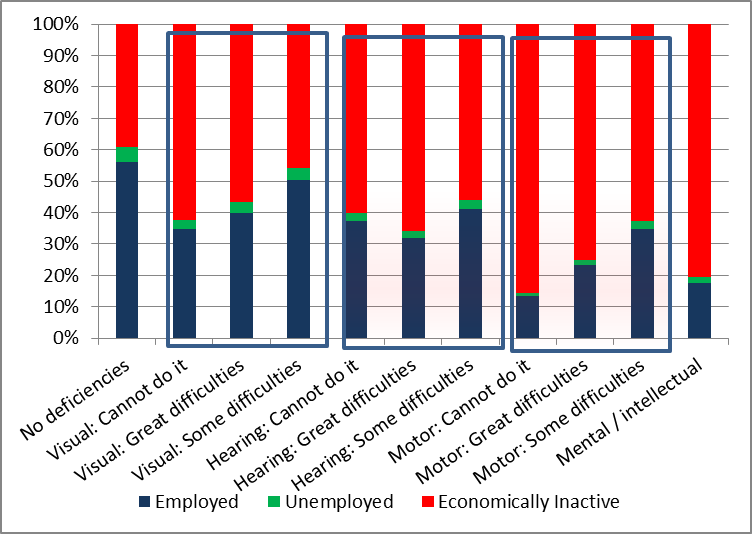 100%
90%
80%
70%
60%
50%
40%
30%
20%
10%
0%
No deficiencies
Visual: Cannot do it
Visual: Great difficulties
Visual: Some difficulties
Hearing: Cannot do it
Hearing: Great difficulties
Hearing: Some difficulties
Motor: Cannot do it
Motor: Great difficulties
Motor: Some difficulties
Mental / intellectual
Employed Unemployed Economically Inactive